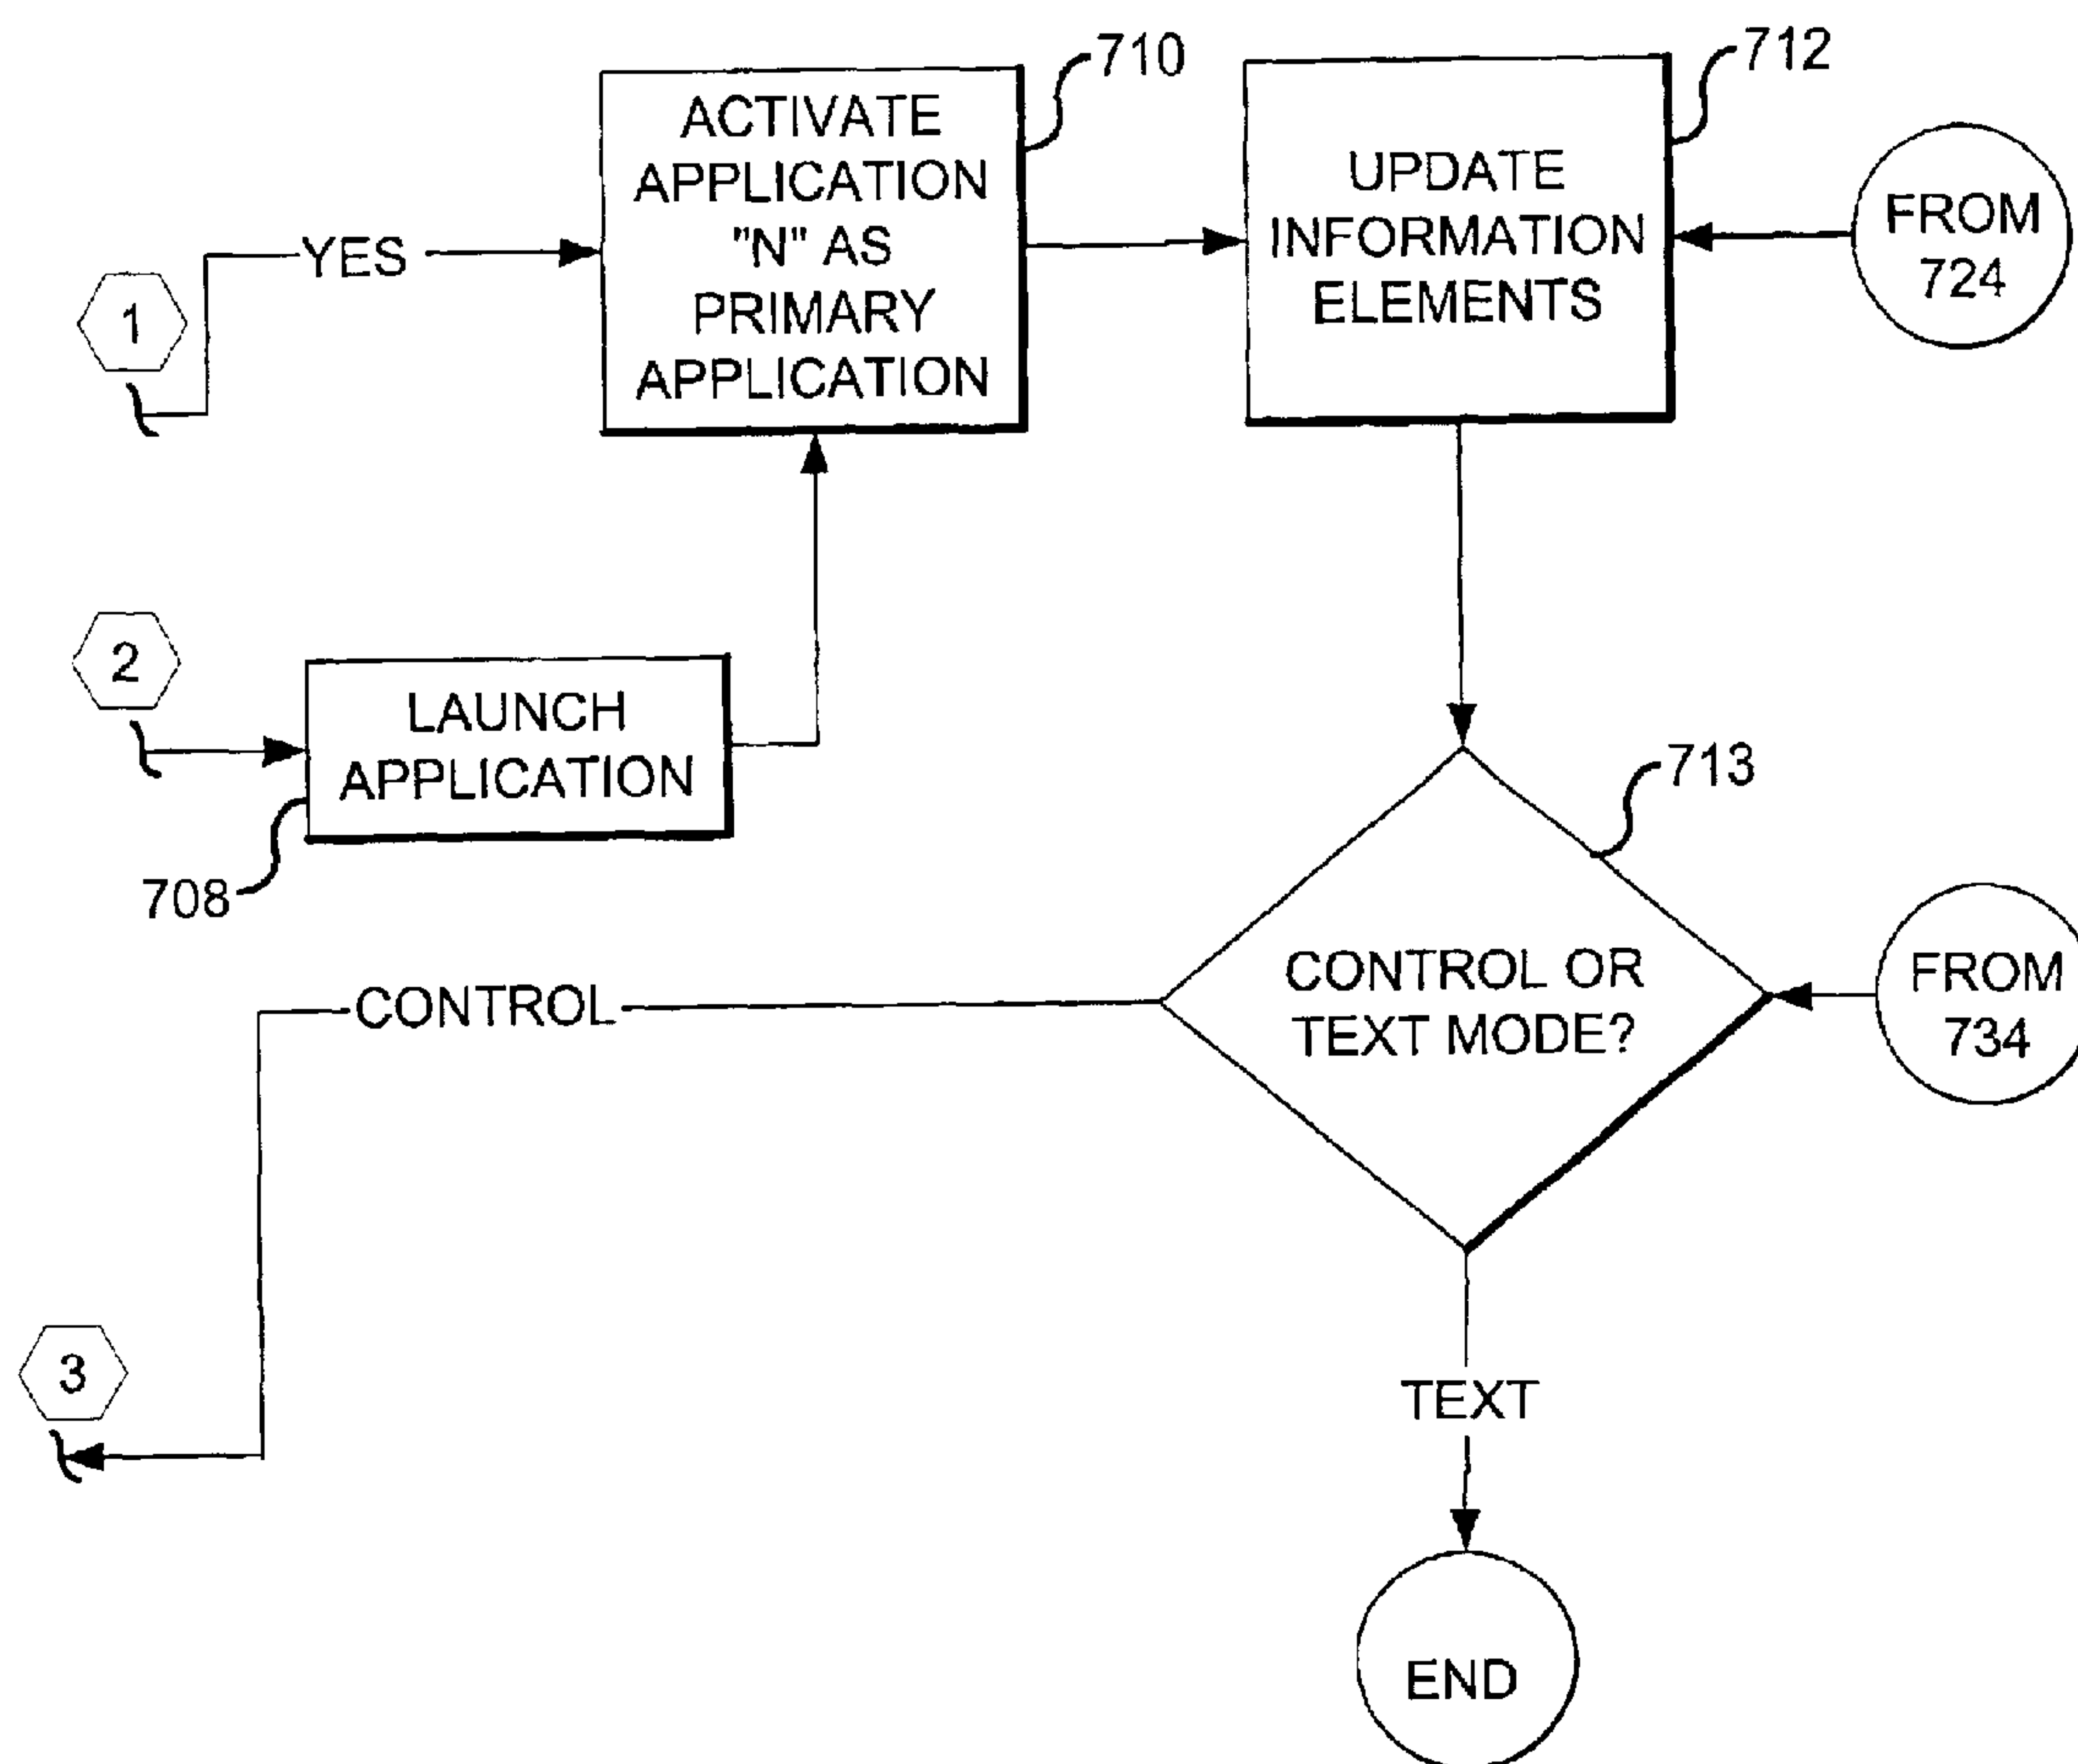 710
712
ACTIVATE
APPLICATION
"N" AS
PRIMARY
APPLICATION
UPDATE
INFORMATION
ELEMENTS
FROM
724
YES
1
2
LAUNCH
APPLICATION
708
713
CONTROL OR
TEXT MODE?
FROM
734
CONTROL
3
TEXT
END